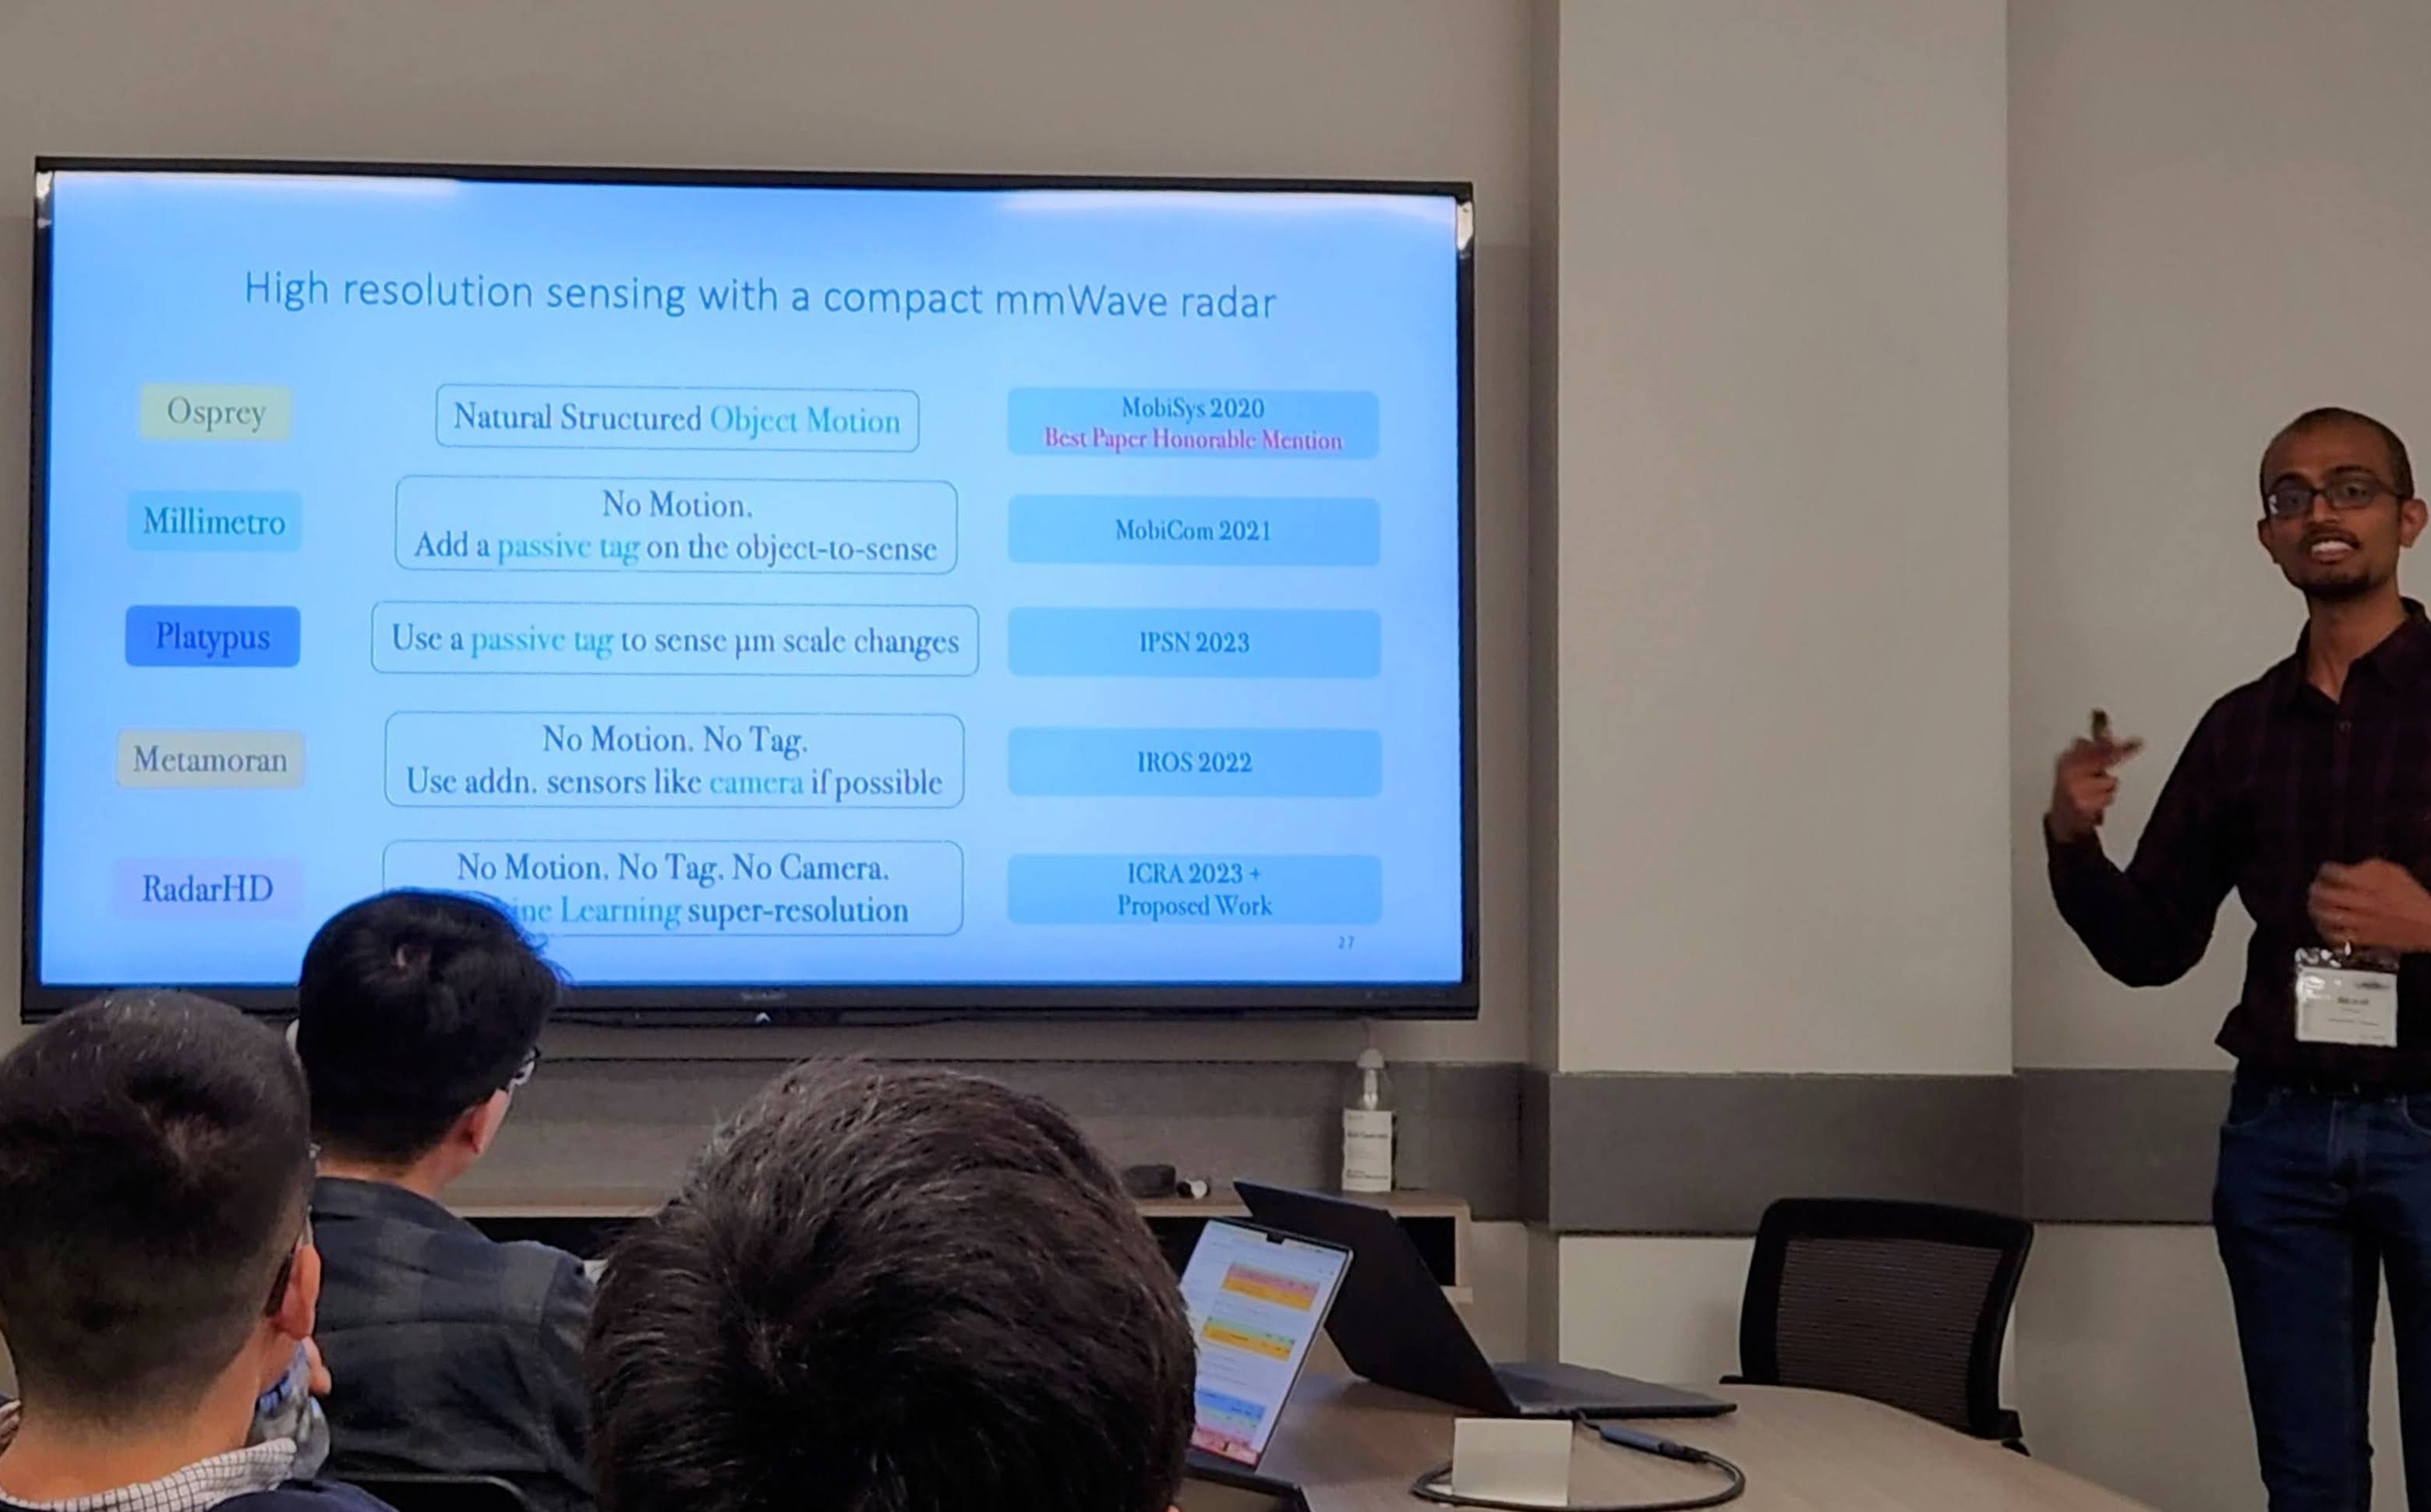 High resolution sensing with a compact mmWave radar
Osprey
Natural Structured Object Motion
MobiSys 2020
Best Paper Honorable Mention
Millimetro
No Motion.
Add a passive tag on the object-to-sense
MobiCom 2021
Platypus
Use a passive tag to sense µm scale changes
IPSN 2023
Metamoran
No Motion. No Tag.
Use addn. sensors like camera if possible
IROS 2022
RadarHD
No Motion. No Tag. No Camera.
Learning super-resolution
ICRA 2023 +
Proposed Work
27